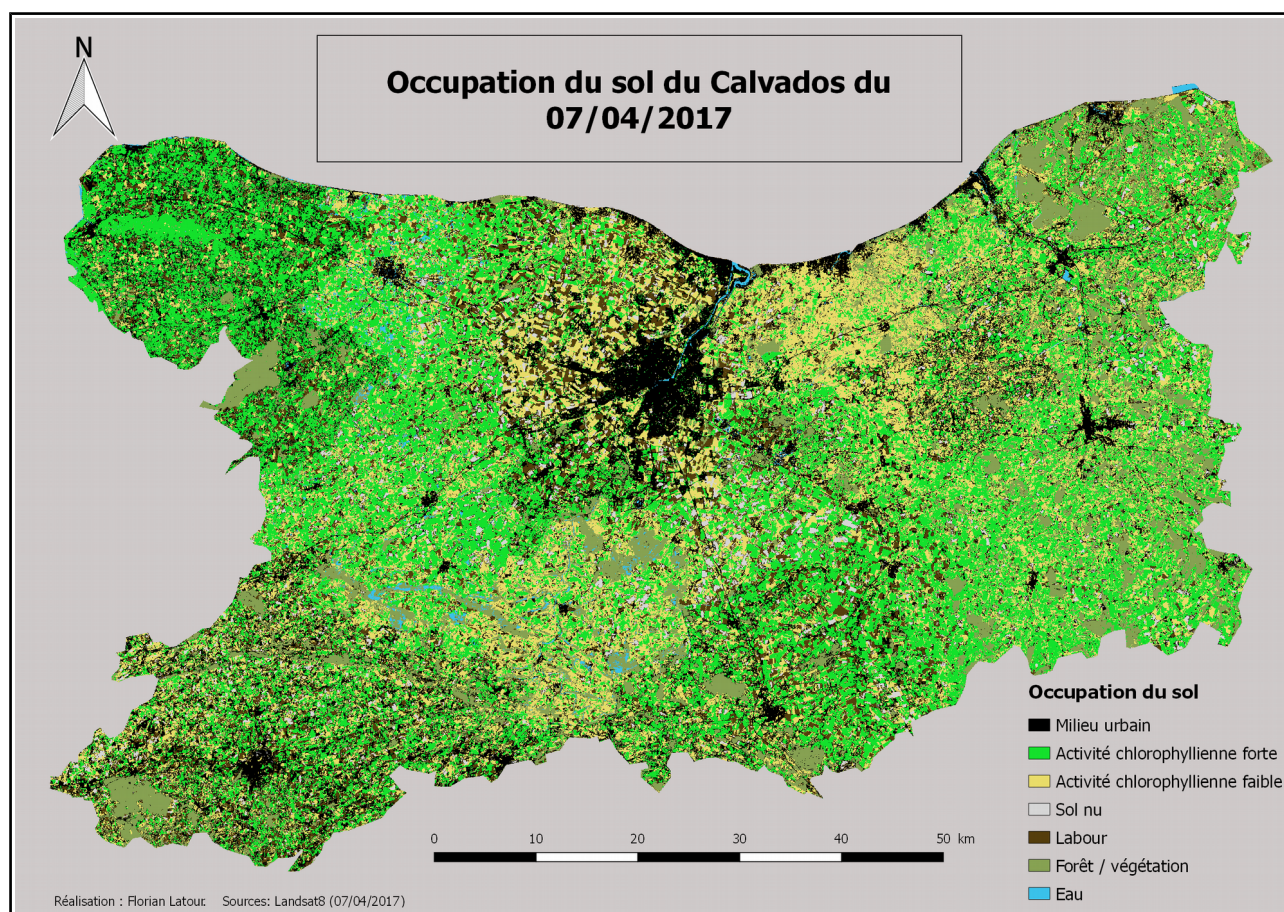 N
Occupation du sol du Calvados du
07/04/2017
Occupation du sol
Milieu urbain
Activité chlorophyllienne forte
Activité chlorophyllienne faible
Sol nu
Labour
Forêt / végétation
Eau
0 10 20 30 40 50 km
Réalisation : Florian Latour. Sources: Landsat8 (07/04/2017)